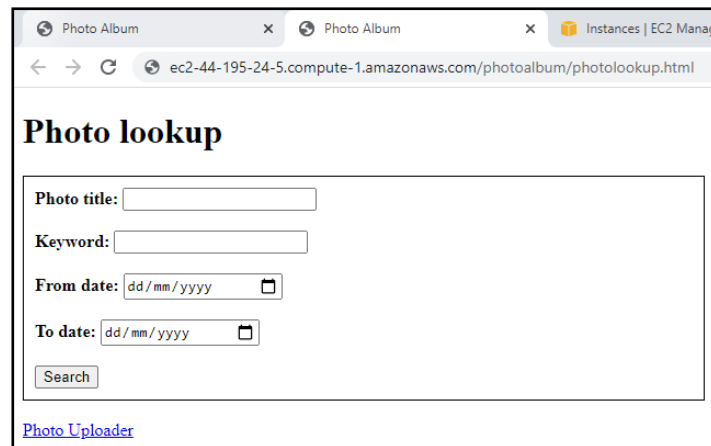 Photo Album Photo Album Instances | EC2 Manag
ec2-44-195-24-5.compute-1.amazonaws.com/photoalbum/photolookup.html
Photo lookup
Photo title:
Keyword:
From date: dd/mm/yyyy
To date: dd/mm/yyyy
Search
Photo Uploader